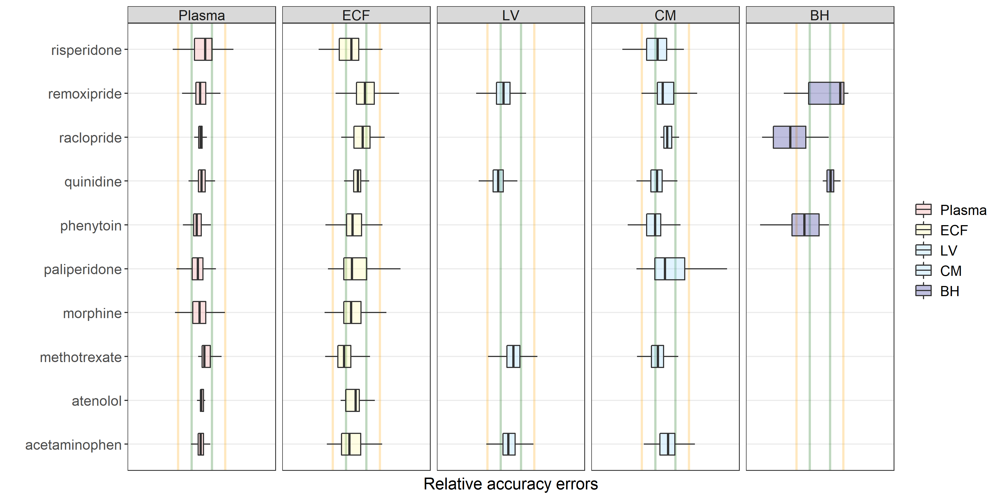 Plasma ECF LV CM BH
risperidone
remoxipride
raclopride
quinidine
phenytoin
paliperidone
morphine
methotrexate
atenolol
acetaminophen
Relative accuracy errors
Plasma
ECF
LV
CM
BH